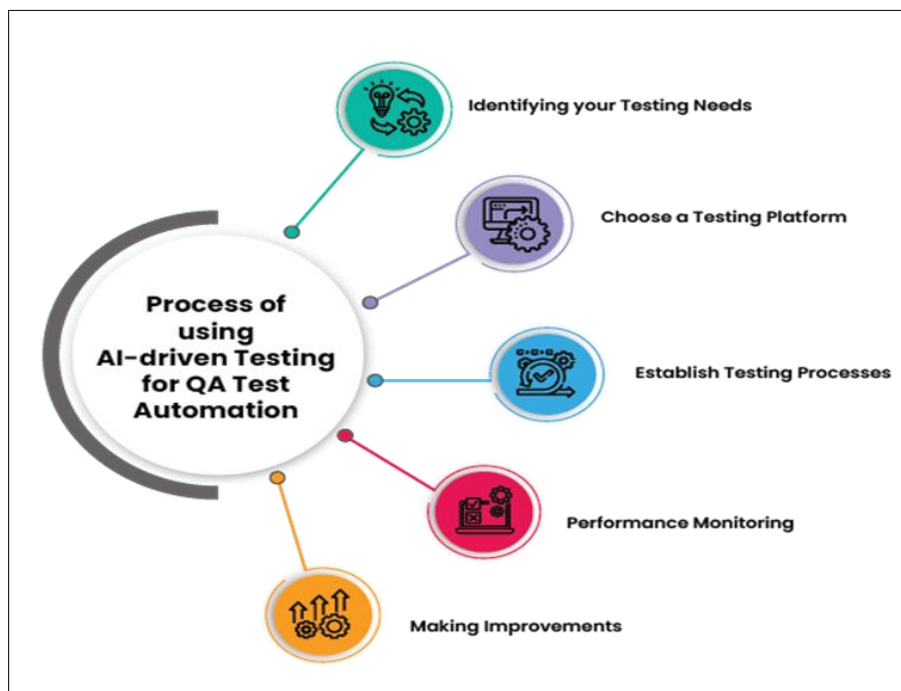 Identifying your Testing Needs
Choose a Testing Platform
Process of
using
AI-driven Testing
for QA Test
Automation
Establish Testing Processes
Performance Monitoring
Making Improvements